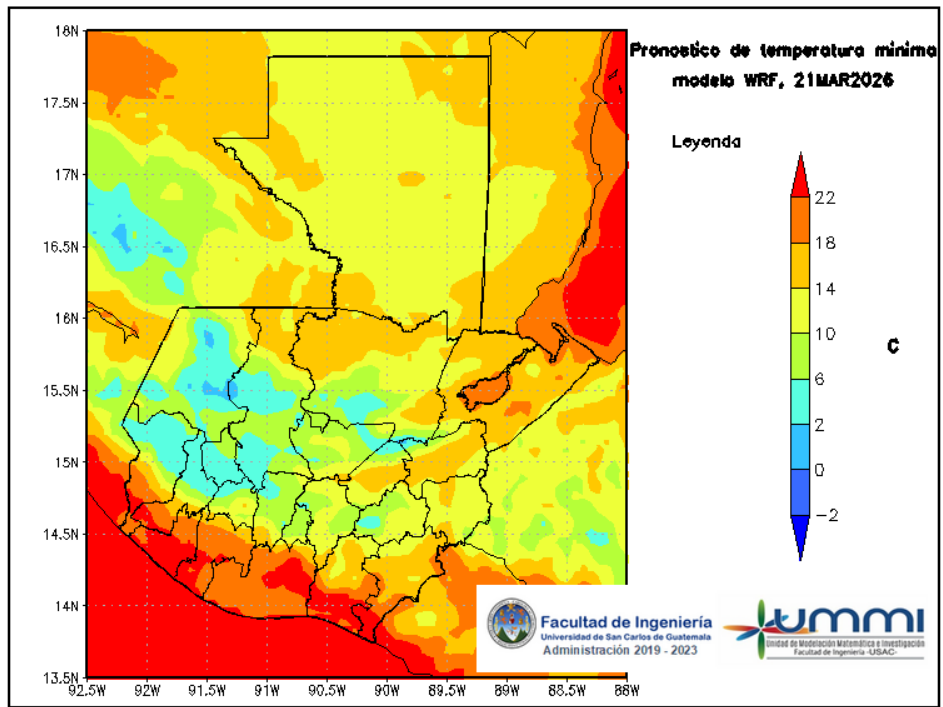 Pronostico de temperatura minima
modelo WRF, 21MAR2026
Leyenda
22
18
14
10
6
2
0
-2
C
18N
17.5N
17N
16.5N
16N
15.5N
15N
14.5N
14N
13.5N
92.5W 92W 91.5W 91W 90.5W 90W 89.5W 89W 88.5W 88W
Facultad de Ingeniería
Universidad de San Carlos de Guatemala
Administración 2019 - 2023
ummi
Unidad de Modelación Matemática e Investigación
Facultad de Ingeniería -USAC-